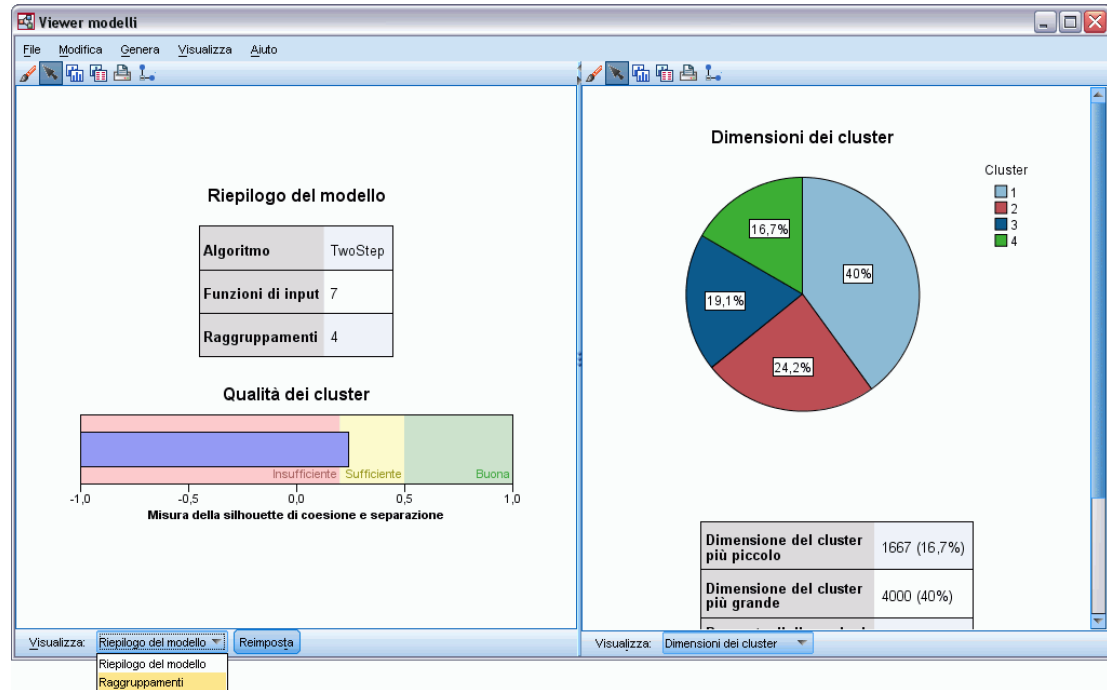 Viewer modelli
File Modifica Genera Visualizza Aiuto
Riepilogo del modello
Algoritmo TwoStep
Funzioni di input 7
Raggruppamenti 4
Qualità dei cluster
Insufficiente Sufficiente Buona
-1,0 -0,5 0,0 0,5 1,0
Misura della silhouette di coesione e separazione
Visualizza: Riepilogo del modello Reimposta
Riepilogo del modello
Raggruppamenti
Dimensioni dei cluster
Cluster
1
2
3
4
16,7%
40%
19,1%
24,2%
Dimensione del cluster
più piccolo
1667 (16,7%)
Dimensione del cluster
più grande
4000 (40%)
Visualizza: Dimensioni dei cluster